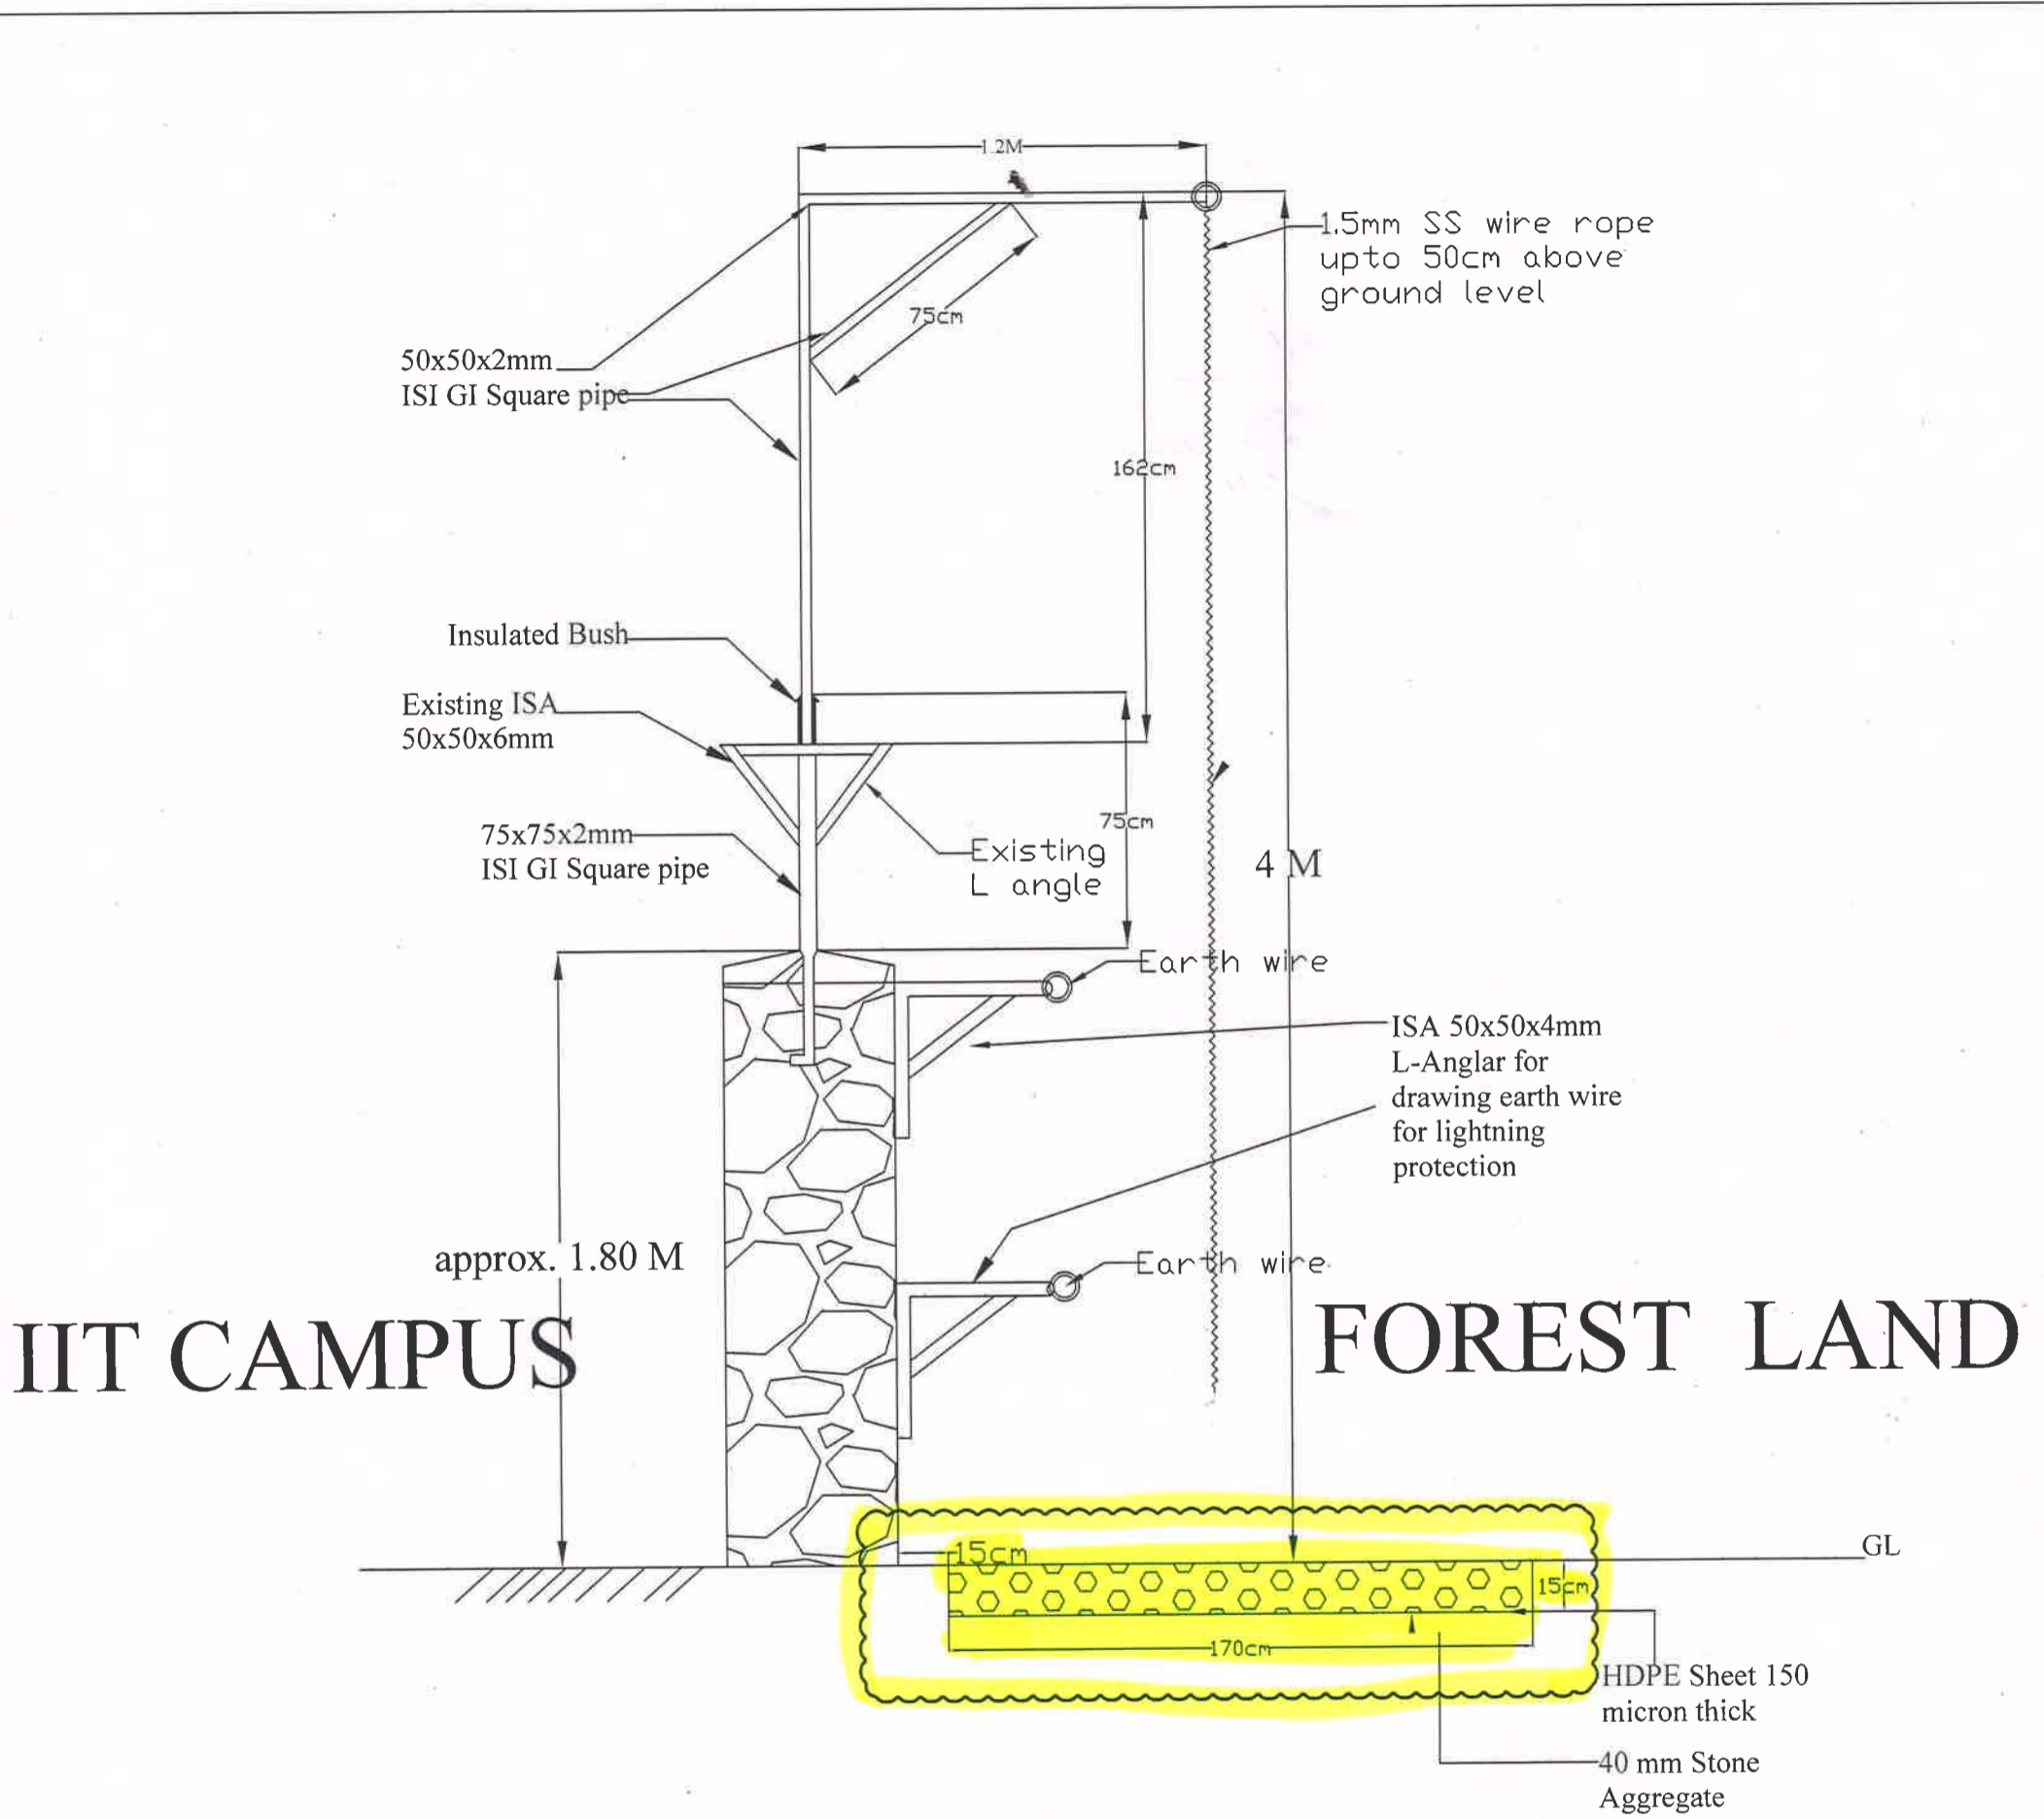 1.2M
1.5mm SS wire rope
upto 50cm above
ground level
75cm
50x50x2mm
ISI GI Square pipe
162cm
Insulated Bush
Existing ISA
50x50x6mm
75x75x2mm
ISI GI Square pipe
75cm
Existing
L angle
4 M
Earth wire
ISA 50x50x4mm
L-Anglar for
drawing earth wire
for lightning
protection
approx. 1.80 M
Earth wire
IIT CAMPUS
FOREST LAND
15cm
GL
15cm
170cm
HDPE Sheet 150
micron thick
40 mm Stone
Aggregate